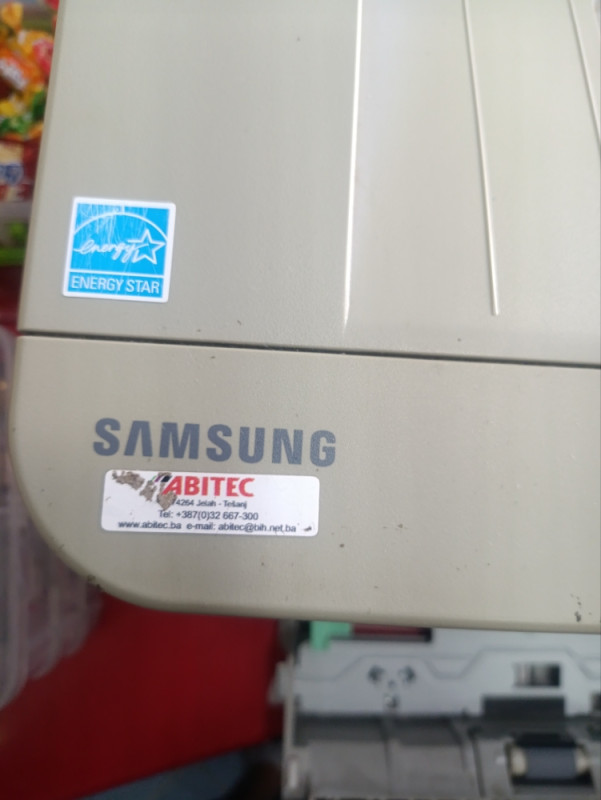 energy
ENERGY STAR
SAMSUNG
ABITEC
74264 Jelah - Tešanj
Tel: +387(0)32 667-300
www.abitec.ba e-mail: abitec@bih.net.ba